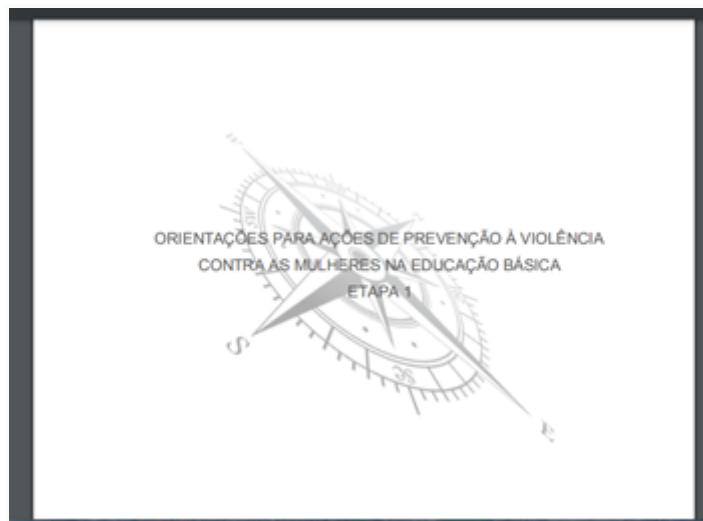 ORIENTAÇÕES PARA AÇÕES DE PREVENÇÃO À VIOLÊNCIA
CONTRA AS MULHERES NA EDUCAÇÃO BÁSICA
ETAPA 1
S